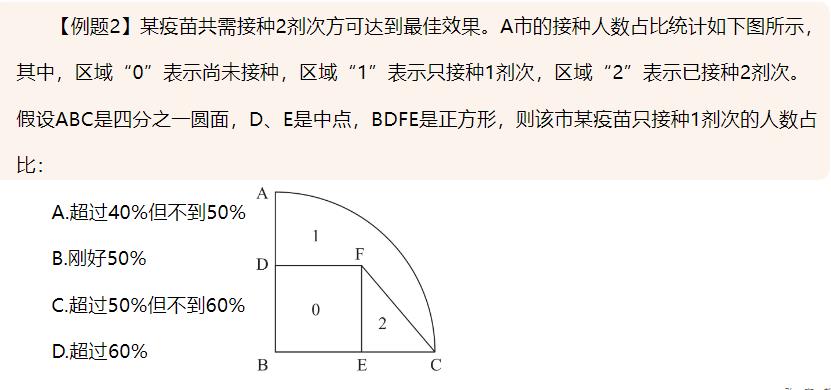 【例题2】某疫苗共需接种2剂次方可达到最佳效果。A市的接种人数占比统计如下图所示，
其中，区域“0”表示尚未接种，区域“1”表示只接种1剂次，区域“2”表示已接种2剂次。
假设ABC是四分之一圆面，D、E是中点，BDFE是正方形，则该市某疫苗只接种1剂次的人数占
比：
A.超过40%但不到50%
B.刚好50%
C.超过50%但不到60%
D.超过60%
A
1
D
F
0
2
B
E
C